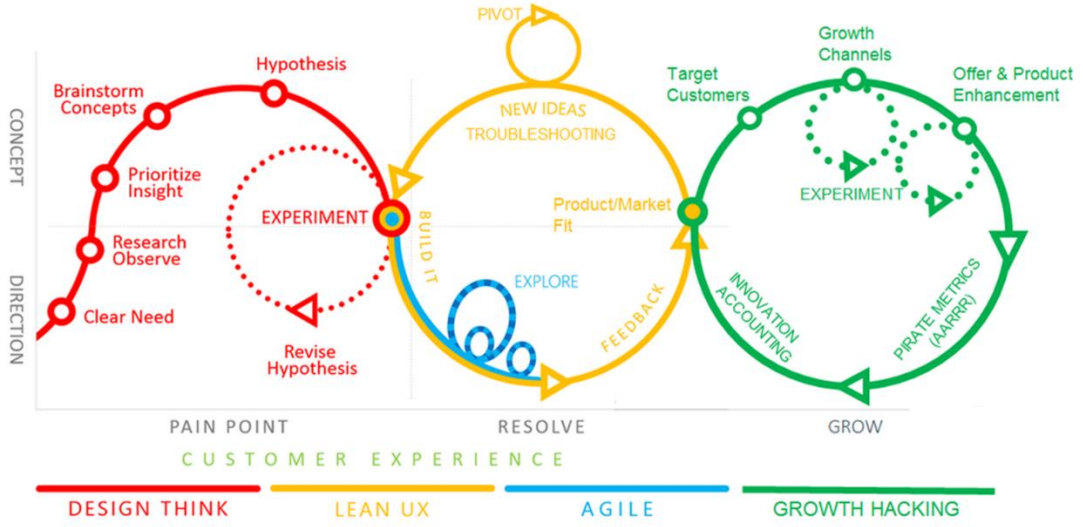 PIVOT
Growth
Channels
Hypothesis
Target
Customers
Offer & Product
Enhancement
Brainstorm
Concepts
NEW IDEAS
TROUBLESHOOTING
CONCEPT
Prioritize
Insight
EXPERIMENT
EXPERIMENT
Product/Market
Fit
BUILD IT
Research
Observe
EXPLORE
DIRECTION
Clear Need
FEEDBACK
INNOVATION
ACCOUNTING
PIRATE METRICS
(AARRR)
Revise
Hypothesis
PAIN POINT
RESOLVE
GROW
CUSTOMER EXPERIENCE
DESIGN THINK
LEAN UX
AGILE
GROWTH HACKING